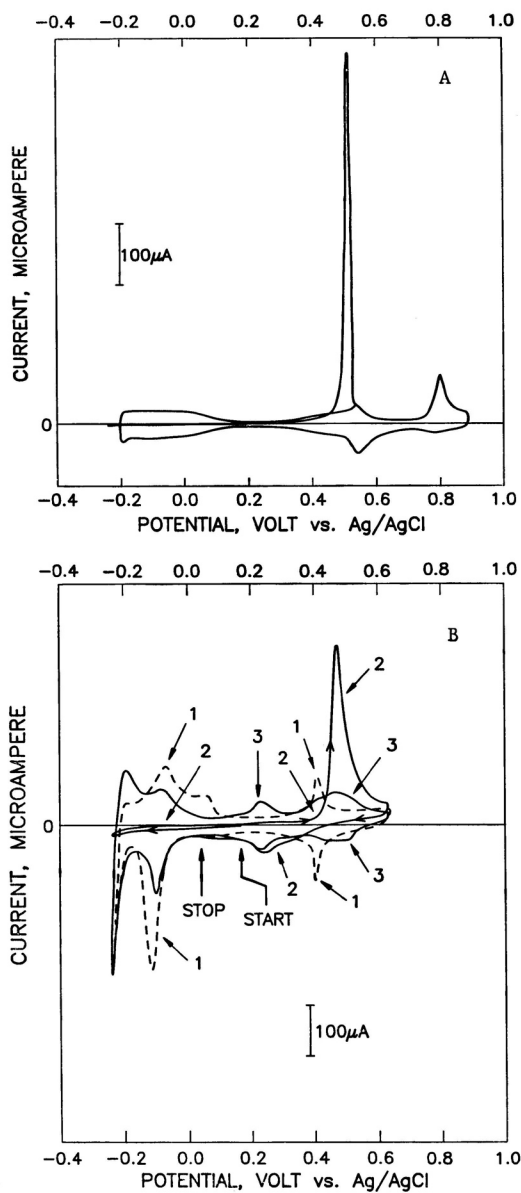 -0.4 -0.2 0.0 0.2 0.4 0.6 0.8 1.0
A
CURRENT, MICROAMPERE
100μA
0
-0.4 -0.2 0.0 0.2 0.4 0.6 0.8 1.0
POTENTIAL, VOLT vs. Ag/AgCl
-0.4 -0.2 0.0 0.2 0.4 0.6 0.8 1.0
B
2
1 1
2 3 2 3
CURRENT, MICROAMPERE
0
STOP START 2 3
1 1
100μA
-0.4 -0.2 0.0 0.2 0.4 0.6 0.8 1.0
POTENTIAL, VOLT vs. Ag/AgCl